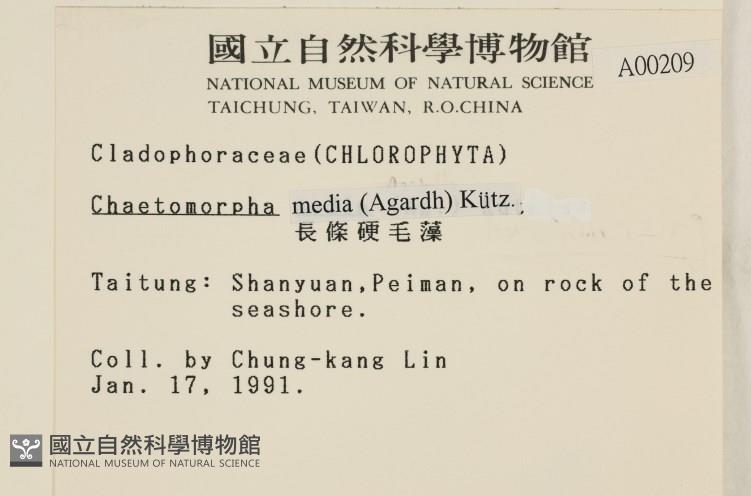 國立自然科學博物館
A00209
NATIONAL MUSEUM OF NATURAL SCIENCE
TAICHUNG, TAIWAN, R.O.CHINA
Cladophoraceae(CHLOROPHYTA)
Chaetomorpha media (Agardh) Kütz.,
長條硬毛藻
Taitung: Shanyuan,Peiman, on rock of the
seashore.
Coll. by Chung-kang Lin
Jan. 17, 1991.
國立自然科學博物館
NATIONAL MUSEUM OF NATURAL SCIENCE